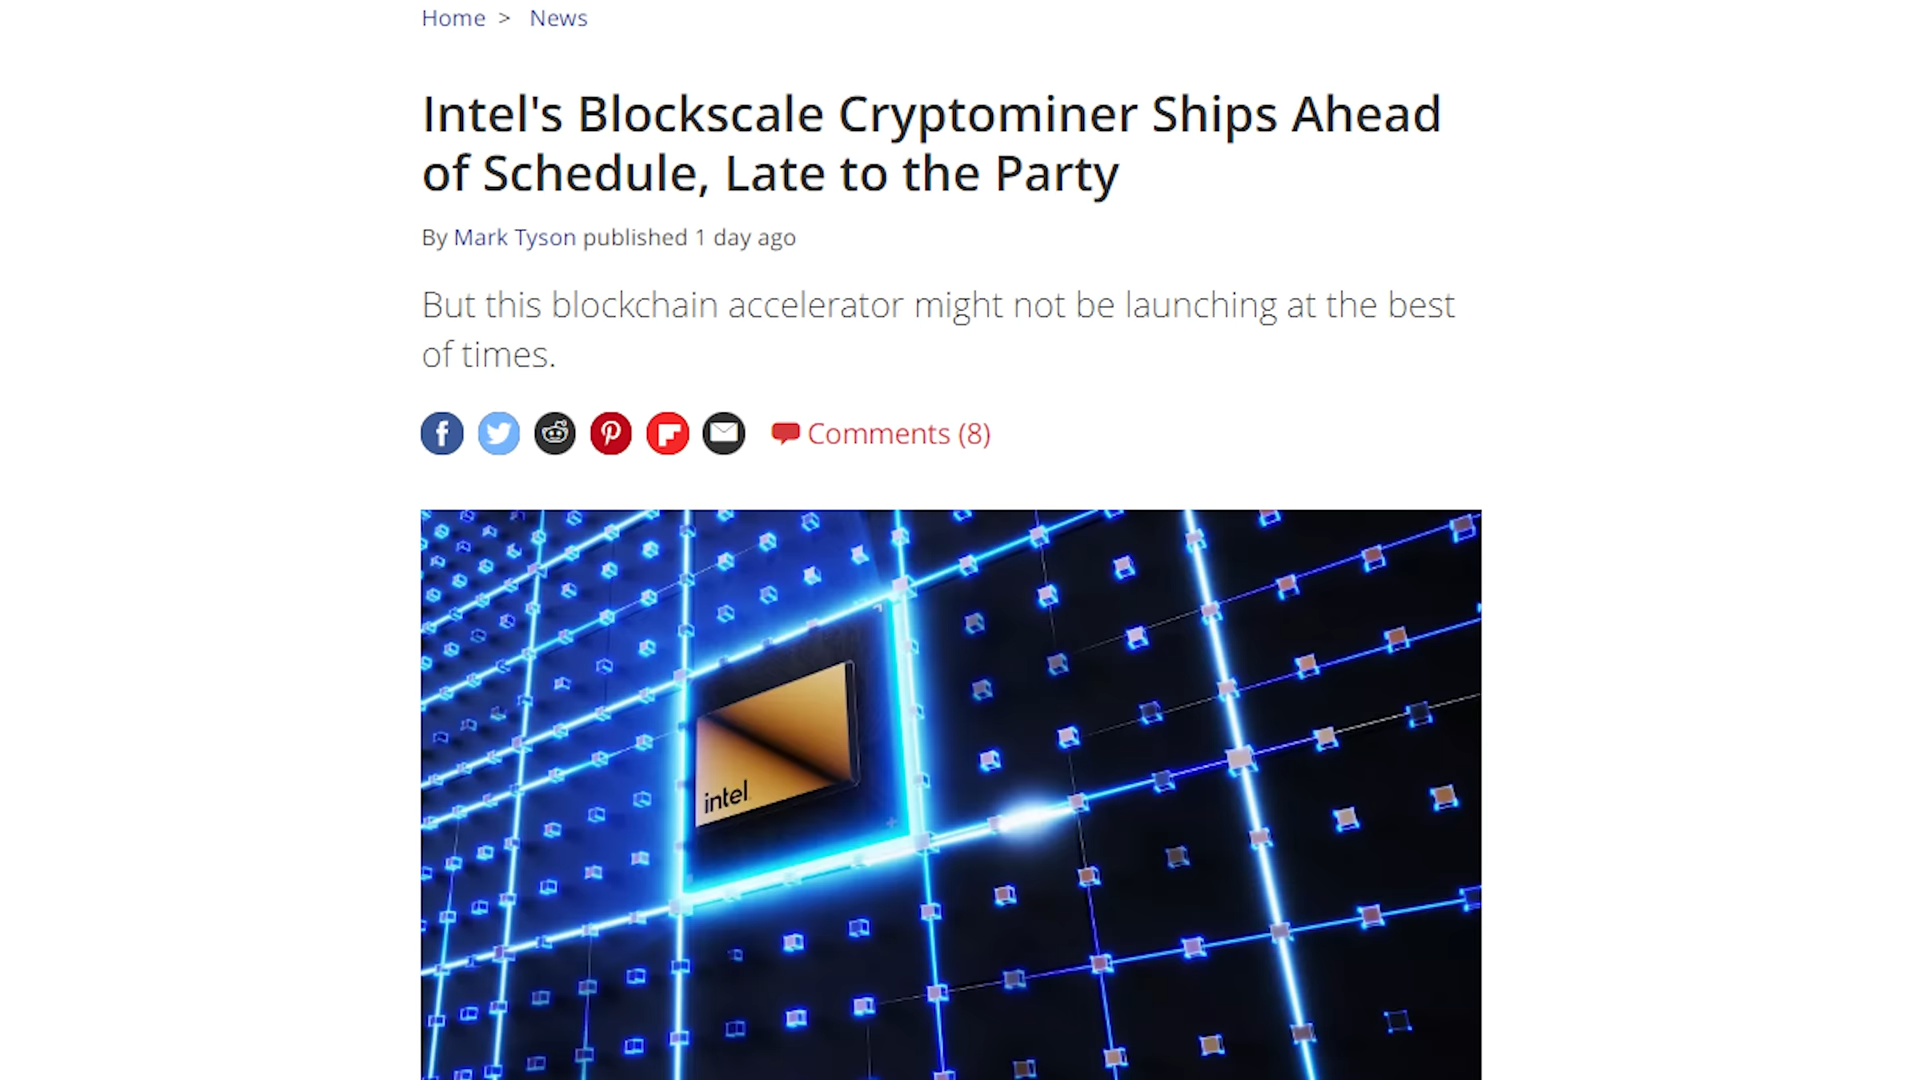 Home > News
Intel's Blockscale Cryptominer Ships Ahead
of Schedule, Late to the Party
By Mark Tyson published 1 day ago
But this blockchain accelerator might not be launching at the best
of times.
Comments (8)
intel